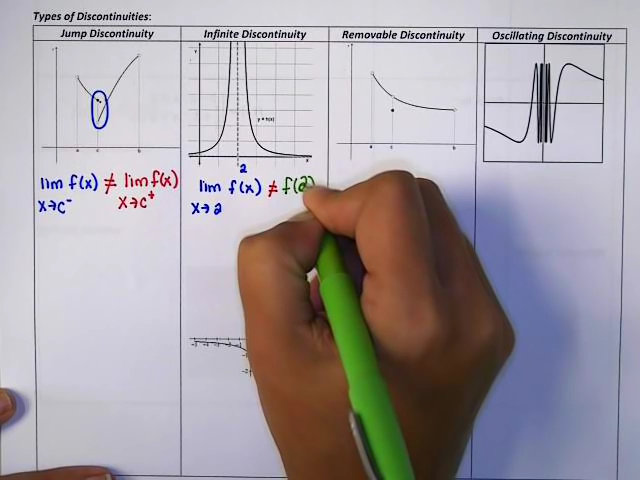 Types of Discontinuities:
Jump Discontinuity
Infinite Discontinuity
Removable Discontinuity
Oscillating Discontinuity
y = f(x)
a c b
2
a c b
lim f(x) ≠ lim f(x)
x→c⁻ x→c⁺
lim f(x) ≠ f(2)
x→2